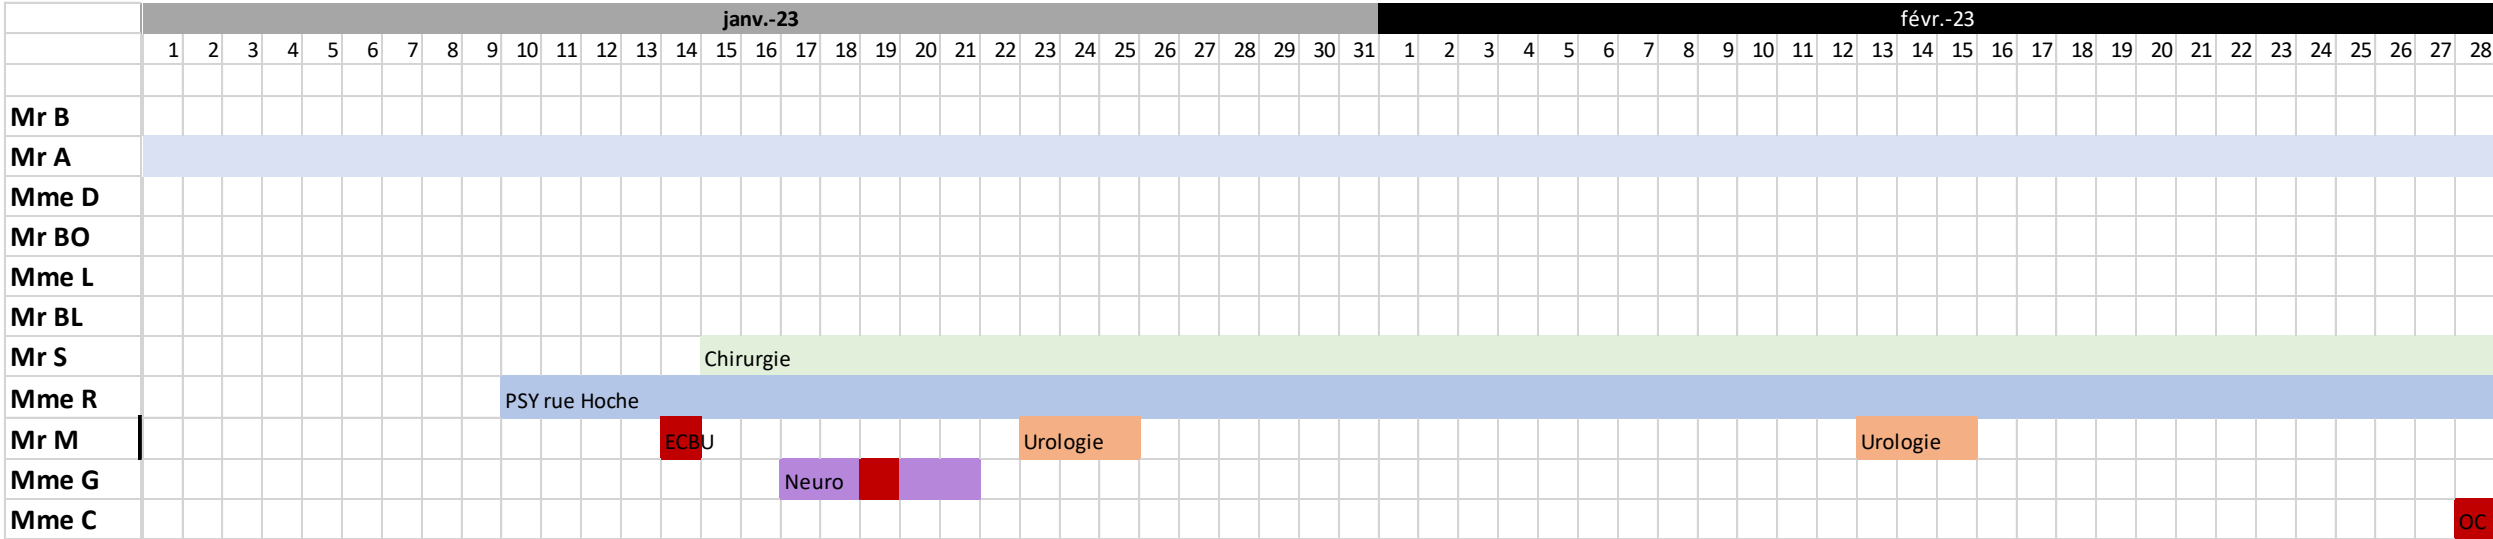 janv.-23 févr.-23
1 2 3 4 5 6 7 8 9 10 11 12 13 14 15 16 17 18 19 20 21 22 23 24 25 26 27 28 29 30 31 1 2 3 4 5 6 7 8 9 10 11 12 13 14 15 16 17 18 19 20 21 22 23 24 25 26 27 28
Mr B
Mr A
Mme D
Mr BO
Mme L
Mr BL
Mr S Chirurgie
Mme R PSY rue Hoche
Mr M ECBU Urologie Urologie
Mme G Neuro
Mme C OC